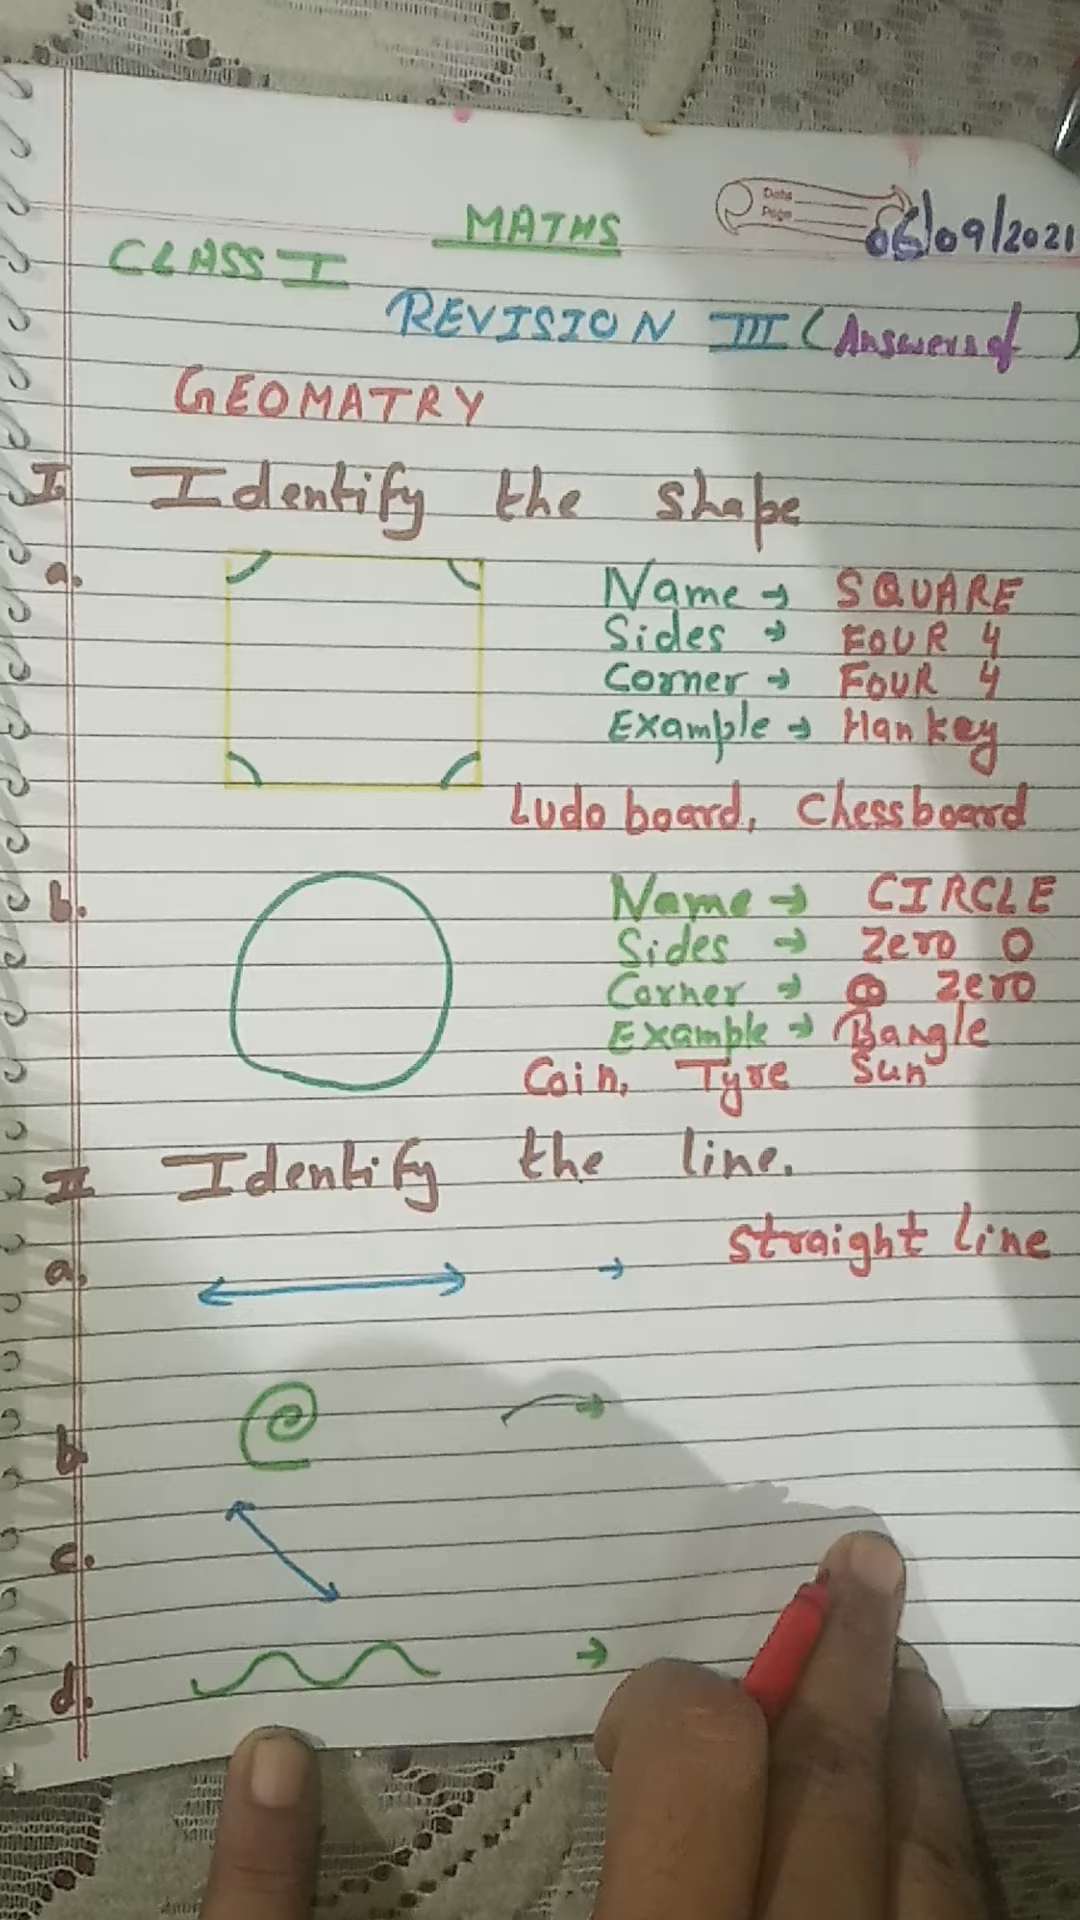 Date
Page
06/09/2021
MATHS
CLASS I
REVISION III (Answers of )
GEOMATRY
I. Identify the shape
a. Name → SQUARE
Sides → FOUR 4
Corner → FOUR 4
Example → Hankey
Ludo board, Chessboard
b. Name → CIRCLE
Sides → Zero 0
Corner → Zero
Example → Bangle
Coin, Tyre Sun
II Identify the line.
a. → straight line
b. →
c.
d. →